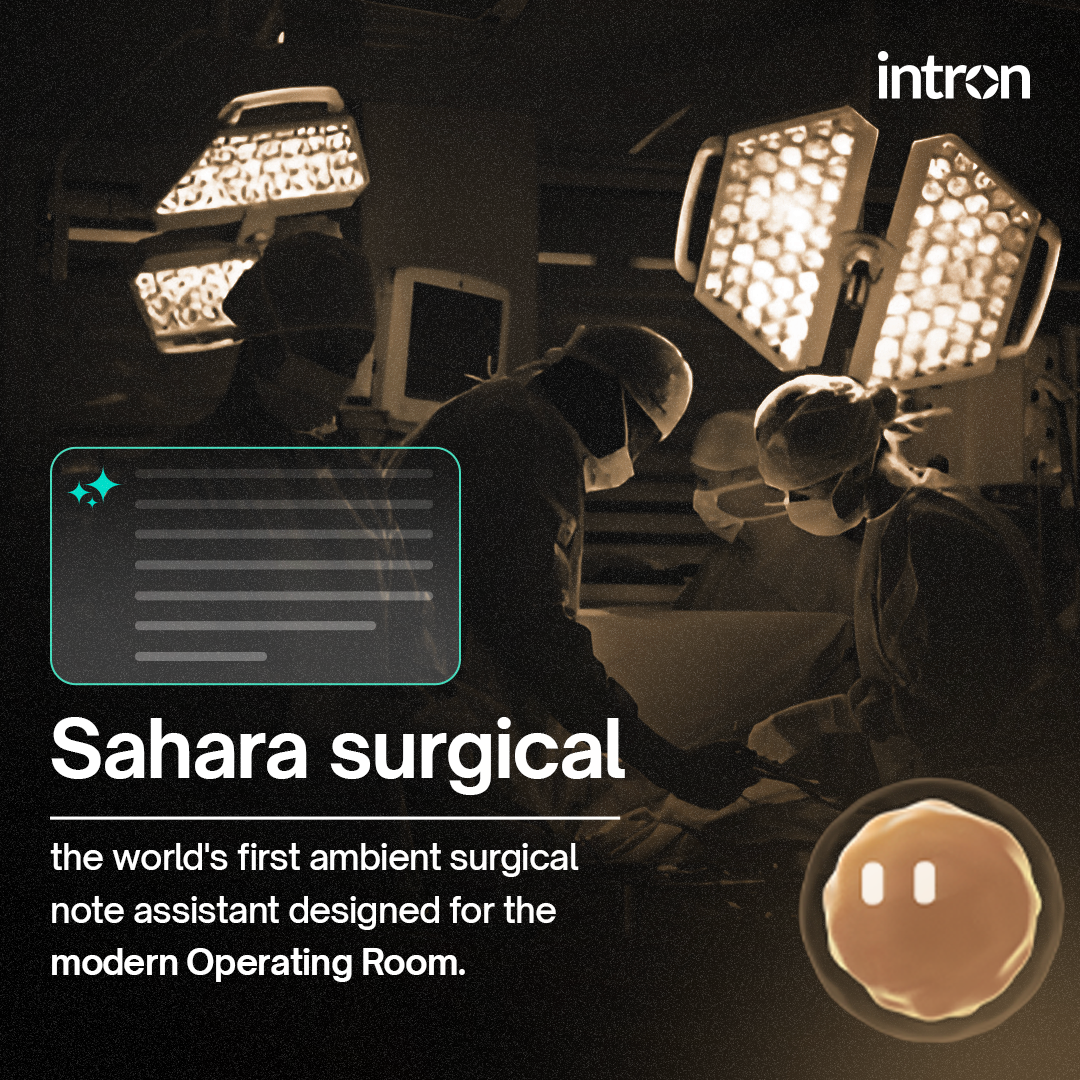 intron
Sahara surgical
the world's first ambient surgical
note assistant designed for the
modern Operating Room.